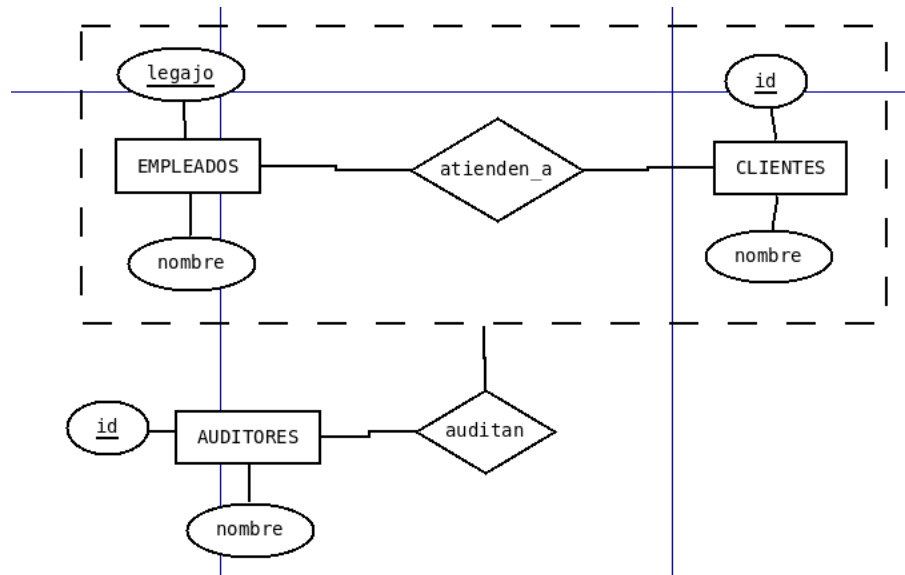 legajo
id
EMPLEADOS
atienden_a
CLIENTES
nombre
nombre
id
AUDITORES
auditan
nombre